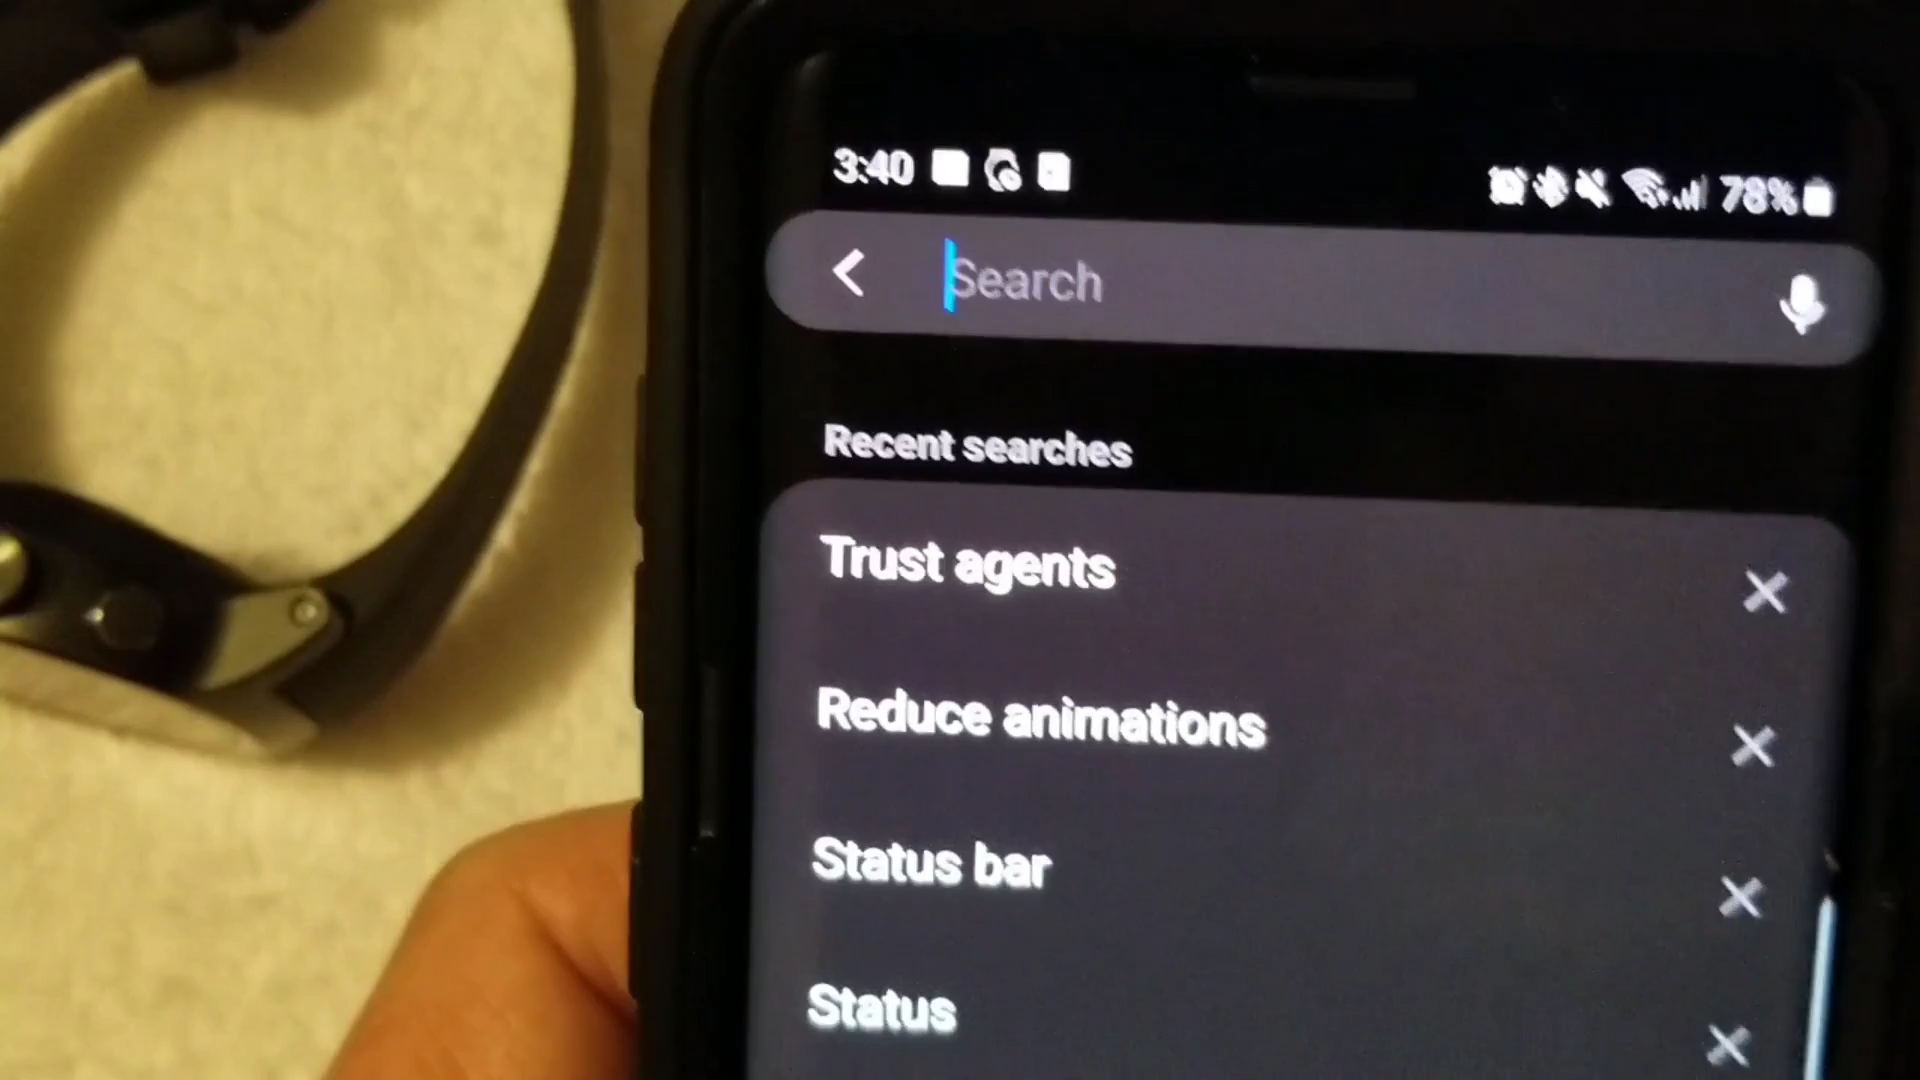 3:40 78%
Search
Recent searches
Trust agents
Reduce animations
Status bar
Status